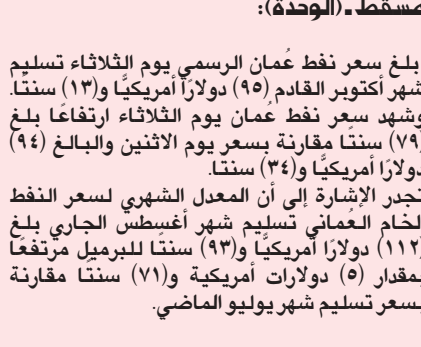 مسقط ـ (الوحدة):
بلغ سعر نفط عُمان الرسمي يوم الثلاثاء تسليم
شهر أكتوبر القادم (٩٥) دولارًا أمريكيًّا و(١٣) سنتًا.
وشهد سعر نفط عُمان يوم الثلاثاء ارتفاعًا بلغ
(٧٩) سنتًا مقارنة بسعر يوم الاثنين والبالغ (٩٤)
دولارًا أمريكيًّا و(٣٤) سنتا.
تجدر الإشارة إلى أن المعدل الشهري لسعر النفط
الخام العُماني تسليم شهر أغسطس الجاري بلغ
(١١٢) دولارًا أمريكيًّا و(٩٣) سنتًا للبرميل مرتفعًا
بمقدار (٥) دولارات أمريكية و(٧١) سنتًا مقارنة
بسعر تسليم شهر يوليو الماضي.